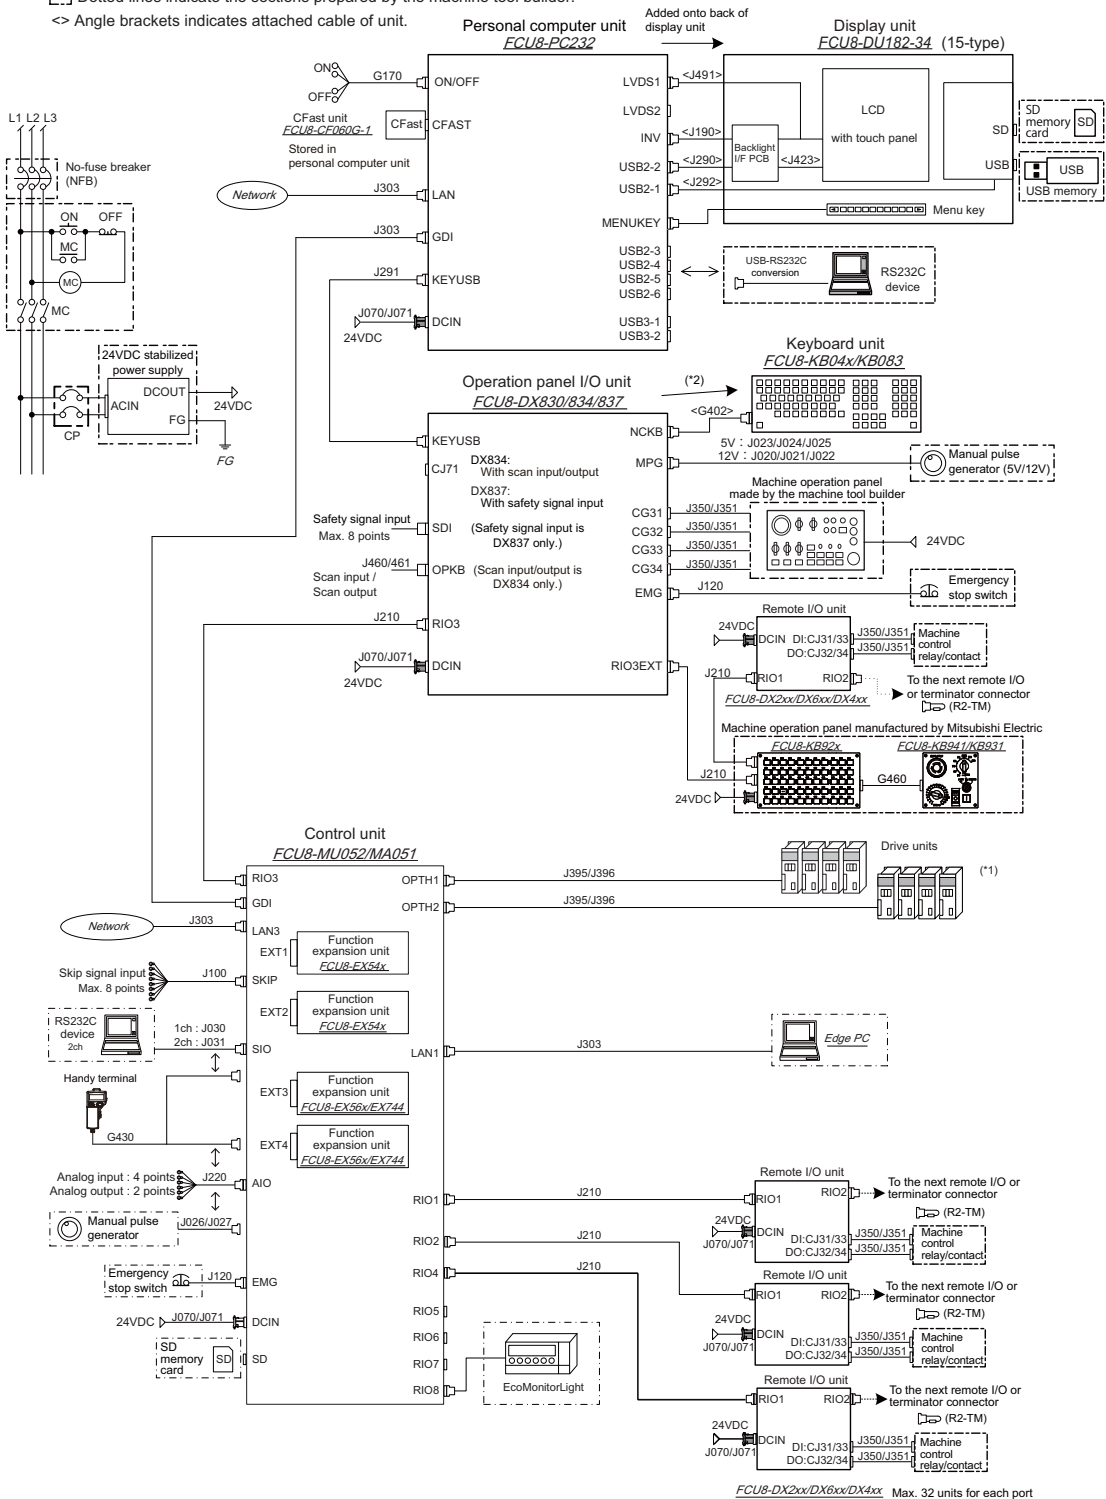 Dotted lines indicate the sections prepared by the machine tool builder.
<> Angle brackets indicates attached cable of unit.
Personal computer unit
FCU8-PC232
Added onto back of
display unit
Display unit
FCU8-DU182-34 (15-type)
ON
OFF
G170
ON/OFF
CFast unit
FCU8-CF060G-1
CFast
CFAST
Stored in
personal computer unit
Network
J303
LAN
J303
GDI
J291
KEYUSB
J070/J071
24VDC
DCIN
LVDS1
<J491>
LVDS2
INV
<J190>
USB2-2
<J290>
USB2-1
<J292>
MENUKEY
USB2-3
USB2-4
USB2-5
USB2-6
USB3-1
USB3-2
Backlight
I/F PCB
<J423>
LCD
with touch panel
SD
USB
SD
memory
card
SD
USB
USB memory
Menu key
USB-RS232C
conversion
RS232C
device
L1 L2 L3
No-fuse breaker
(NFB)
ON
OFF
MC
MC
MC
24VDC stabilized
power supply
DCOUT
ACIN
FG
24VDC
CP
FG
Operation panel I/O unit
FCU8-DX830/834/837
(*2)
Keyboard unit
FCU8-KB04x/KB083
KEYUSB
CJ71
DX834:
With scan input/output
DX837:
With safety signal input
Safety signal input
Max. 8 points
SDI
(Safety signal input is
DX837 only.)
J460/461
Scan input /
Scan output
OPKB
(Scan input/output is
DX834 only.)
J210
RIO3
J070/J071
24VDC
DCIN
NCKB
<G402>
MPG
5V : J023/J024/J025
12V : J020/J021/J022
Manual pulse
generator (5V/12V)
Machine operation panel
made by the machine tool builder
CG31
J350/J351
CG32
J350/J351
CG33
J350/J351
CG34
J350/J351
24VDC
EMG
J120
Emergency
stop switch
RIO3EXT
Remote I/O unit
24VDC
DCIN
DI:CJ31/33
DO:CJ32/34
J350/J351
J350/J351
Machine
control
relay/contact
J210
RIO1
RIO2
To the next remote I/O
or terminator connector
(R2-TM)
FCU8-DX2xx/DX6xx/DX4xx
Machine operation panel manufactured by Mitsubishi Electric
FCU8-KB92x
FCU8-KB941/KB931
J210
24VDC
G460
Control unit
FCU8-MU052/MA051
Drive units
(*1)
RIO3
OPTH1
J395/J396
GDI
OPTH2
J395/J396
Network
J303
LAN3
EXT1
Function
expansion unit
FCU8-EX54x
Skip signal input
Max. 8 points
J100
SKIP
EXT2
Function
expansion unit
FCU8-EX54x
RS232C
device
2ch
1ch : J030
2ch : J031
SIO
LAN1
J303
Edge PC
Handy terminal
G430
EXT3
Function
expansion unit
FCU8-EX56x/EX744
EXT4
Function
expansion unit
FCU8-EX56x/EX744
Analog input : 4 points
Analog output : 2 points
J220
AIO
Manual pulse
generator
J026/J027
Emergency
stop switch
J120
EMG
24VDC
J070/J071
DCIN
SD
memory
card
SD
SD
RIO1
J210
RIO2
J210
RIO4
J210
RIO5
RIO6
RIO7
RIO8
EcoMonitorLight
Remote I/O unit
RIO1
RIO2
To the next remote I/O or
terminator connector
(R2-TM)
24VDC
DCIN
J070/J071
DI:CJ31/33
DO:CJ32/34
J350/J351
J350/J351
Machine
control
relay/contact
Remote I/O unit
RIO1
RIO2
To the next remote I/O or
terminator connector
(R2-TM)
24VDC
DCIN
J070/J071
DI:CJ31/33
DO:CJ32/34
J350/J351
J350/J351
Machine
control
relay/contact
Remote I/O unit
RIO1
RIO2
To the next remote I/O or
terminator connector
(R2-TM)
24VDC
DCIN
J070/J071
DI:CJ31/33
DO:CJ32/34
J350/J351
J350/J351
Machine
control
relay/contact
FCU8-DX2xx/DX6xx/DX4xx Max. 32 units for each port